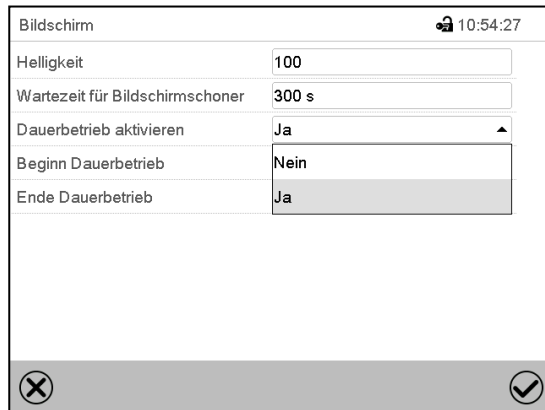 Bildschirm 10:54:27
Helligkeit 100
Wartezeit für Bildschirmschoner 300 s
Dauerbetrieb aktivieren Ja
Beginn Dauerbetrieb Nein
Ende Dauerbetrieb Ja